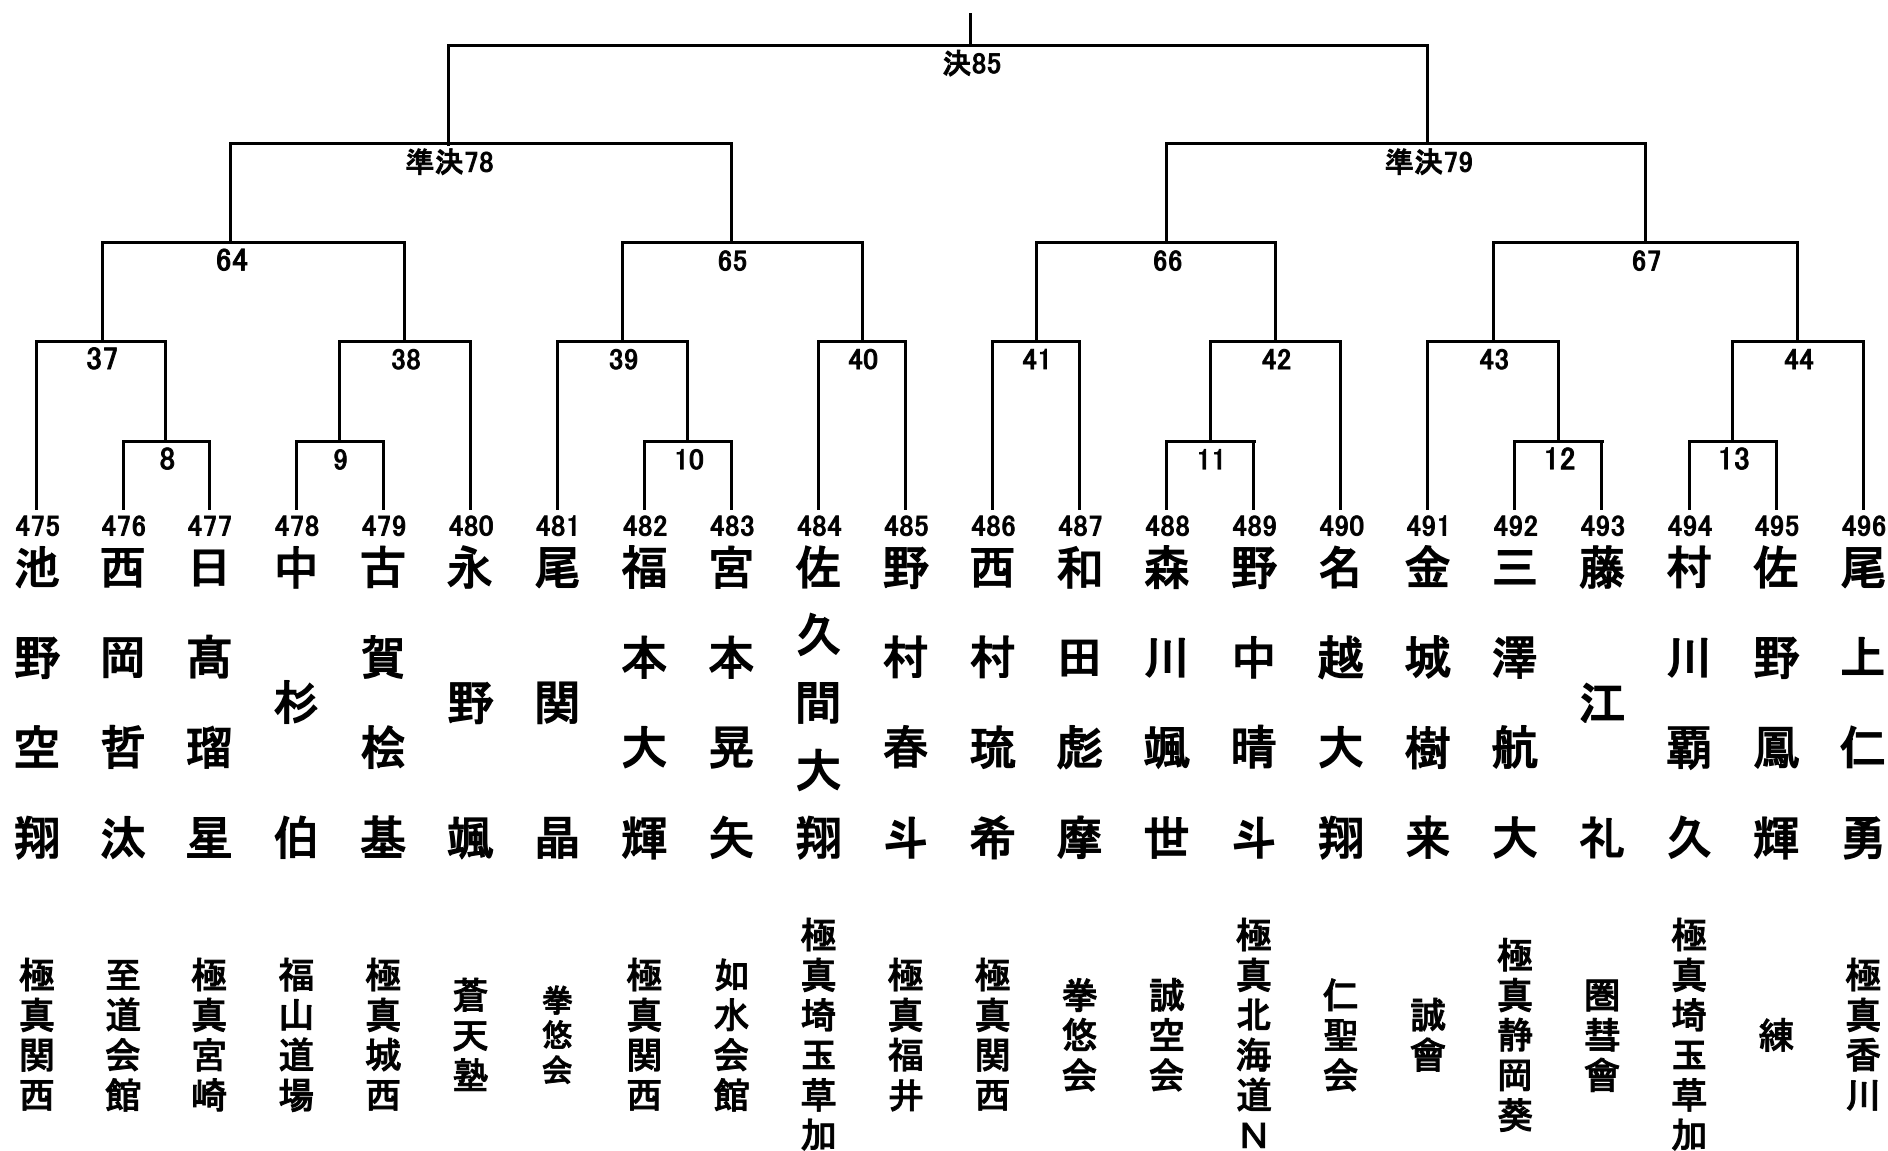 決85
準決78
準決79
64
65
66
67
37
38
39
40
41
42
43
44
8
9
10
11
12
13
475
476
477
478
479
480
481
482
483
484
485
486
487
488
489
490
491
492
493
494
495
496
池野空翔
西岡哲汰
日髙瑠星
中杉伯
古賀桧基
永野颯
尾関晶
福本大輝
宮本晃矢
佐久間大翔
野村春斗
西村琉希
和田彪摩
森川颯世
野中晴斗
名越大翔
金城樹来
三澤航大
藤江礼
村川覇久
佐野鳳輝
尾上仁勇
極真関西
至道会館
極真宮崎
福山道場
極真城西
蒼天塾
拳悠会
極真関西
如水会館
極真埼玉草加
極真福井
極真関西
拳悠会
誠空会
極真北海道Ｎ
仁聖会
誠會
極真静岡葵
圏彗會
極真埼玉草加
練
極真香川